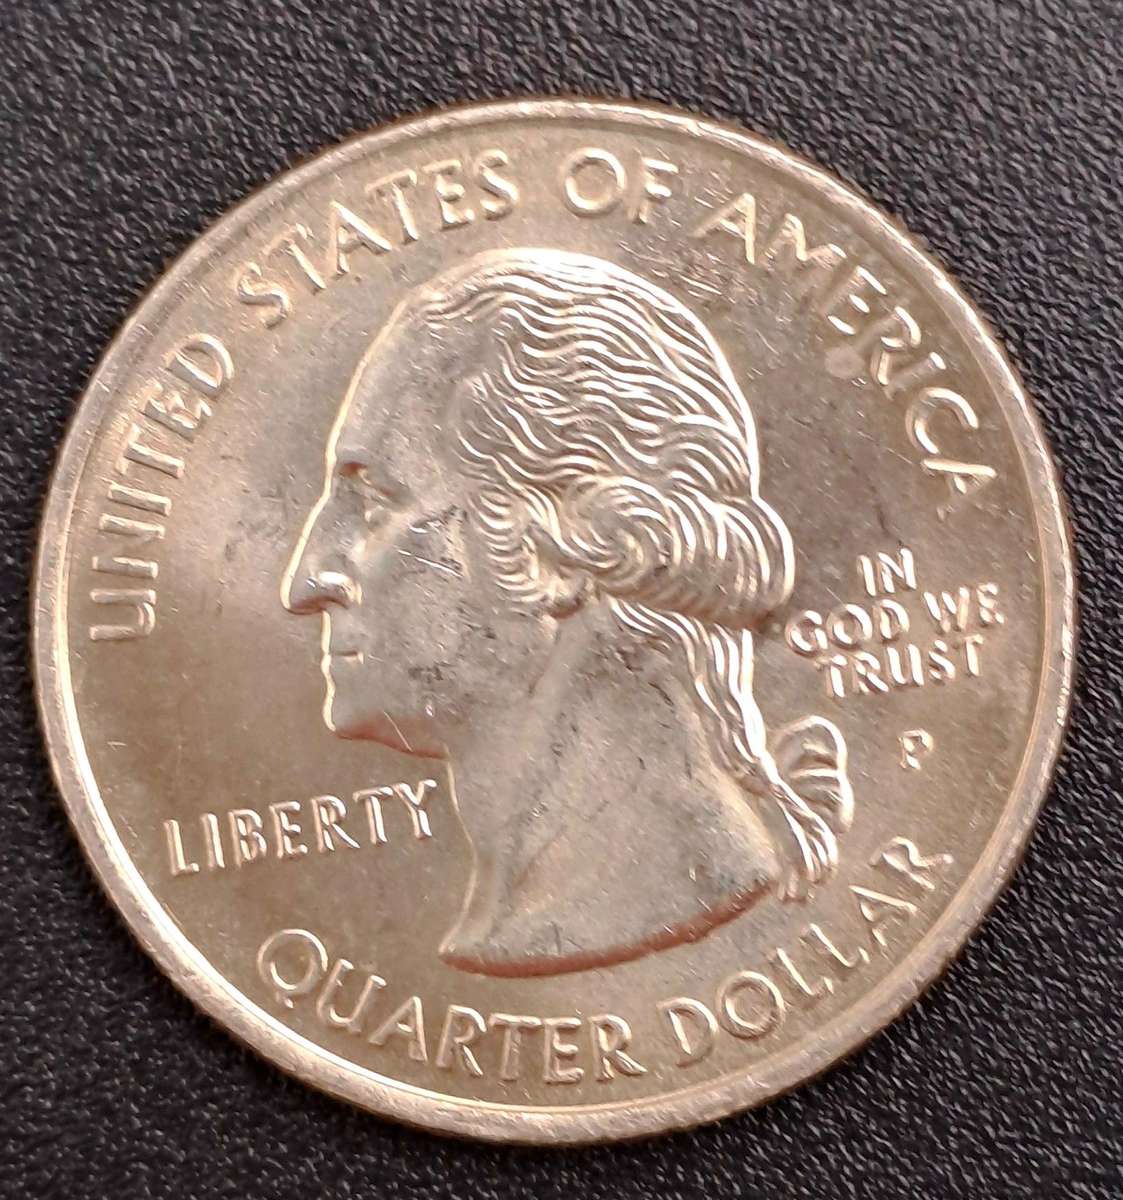 UNITED STATES OF AMERICA
IN
GOD WE
TRUST
P
LIBERTY
QUARTER DOLLAR